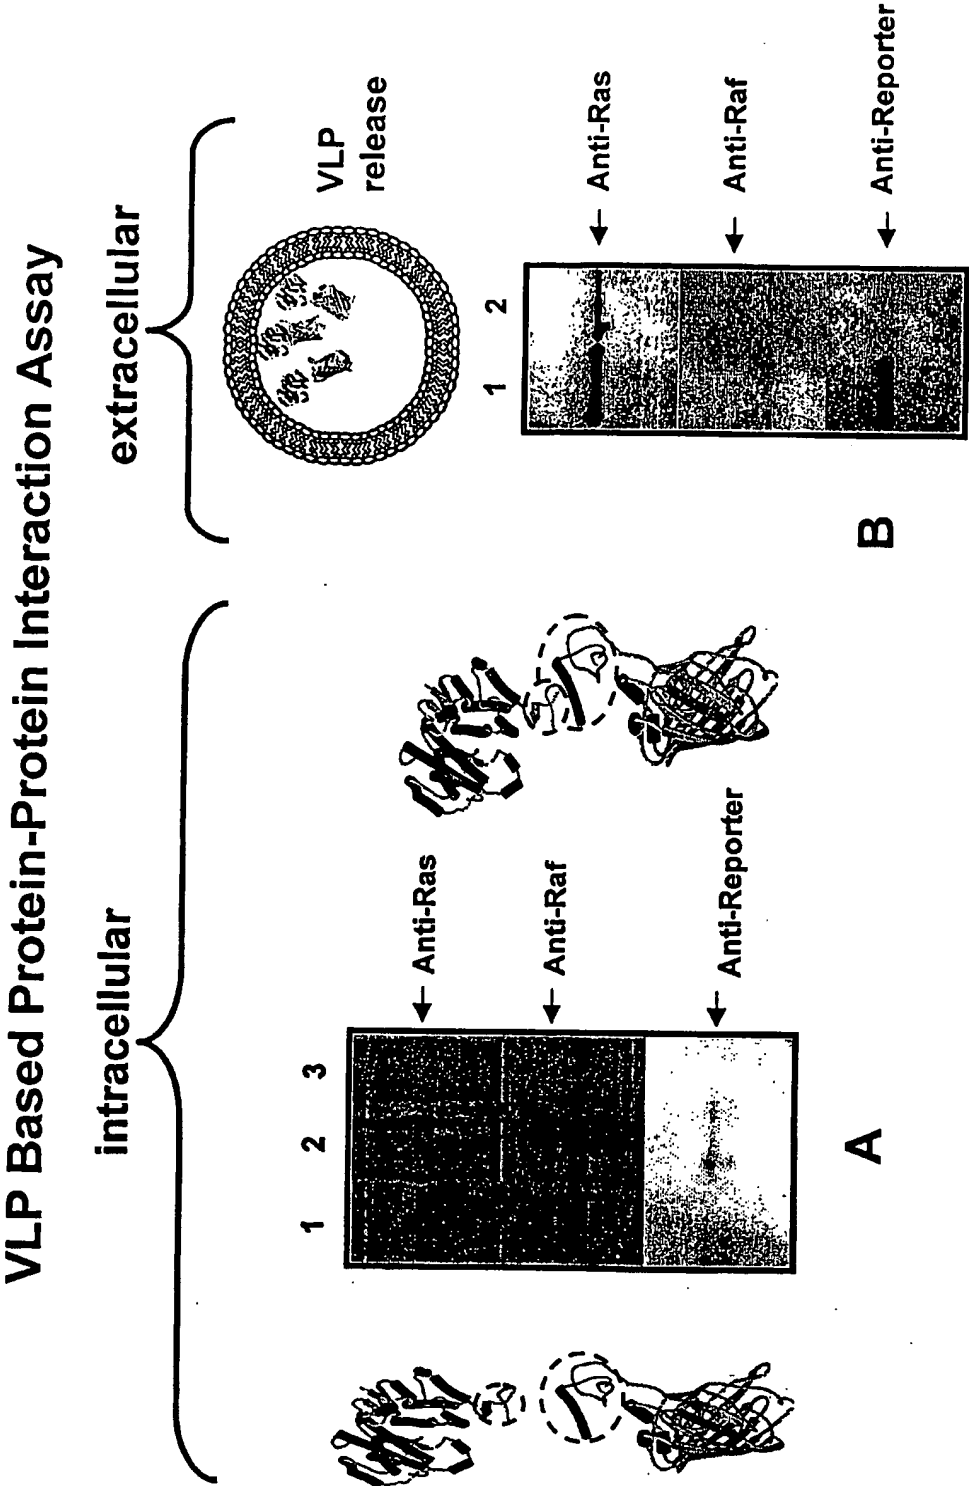 VLP Based Protein-Protein Interaction Assay
intracellular
extracellular
1 2 3
Anti-Ras
Anti-Raf
Anti-Reporter
A
VLP
release
1 2
Anti-Ras
Anti-Raf
Anti-Reporter
B